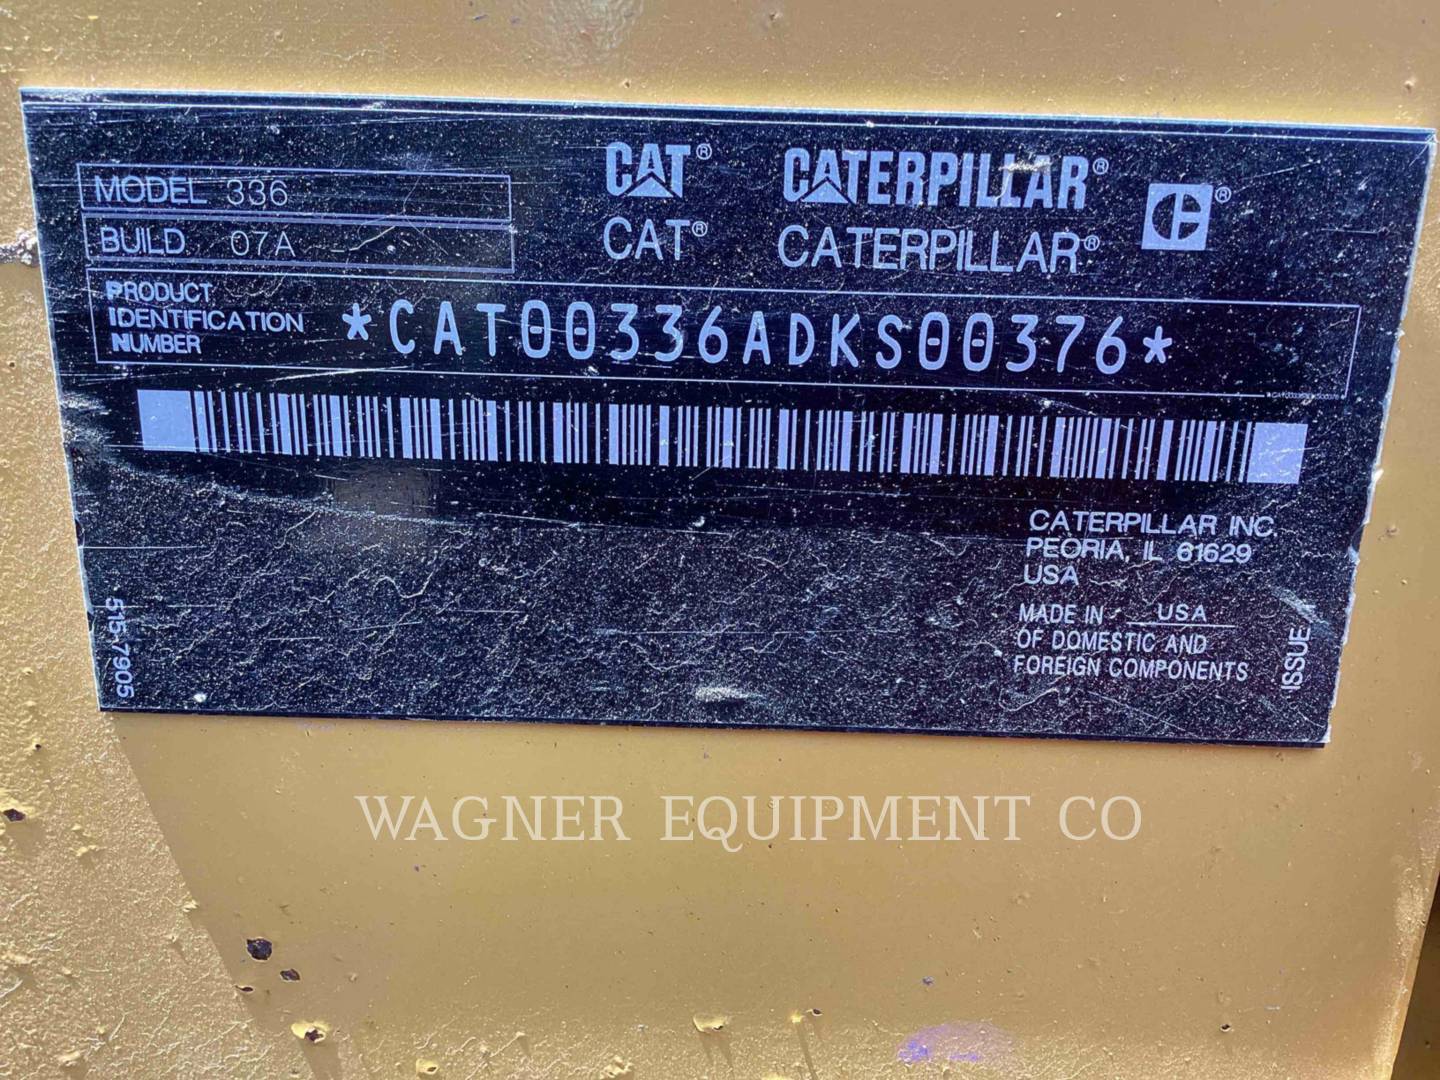 MODEL 336
BUILD 07A
CAT® CATERPILLAR® ®
CAT® CATERPILLAR®
PRODUCT
IDENTIFICATION
NUMBER
*CAT00336ADKS00376*
CATERPILLAR INC.
PEORIA, IL 61629
USA
MADE IN USA
OF DOMESTIC AND
FOREIGN COMPONENTS
515-7905
ISSUE
WAGNER EQUIPMENT CO